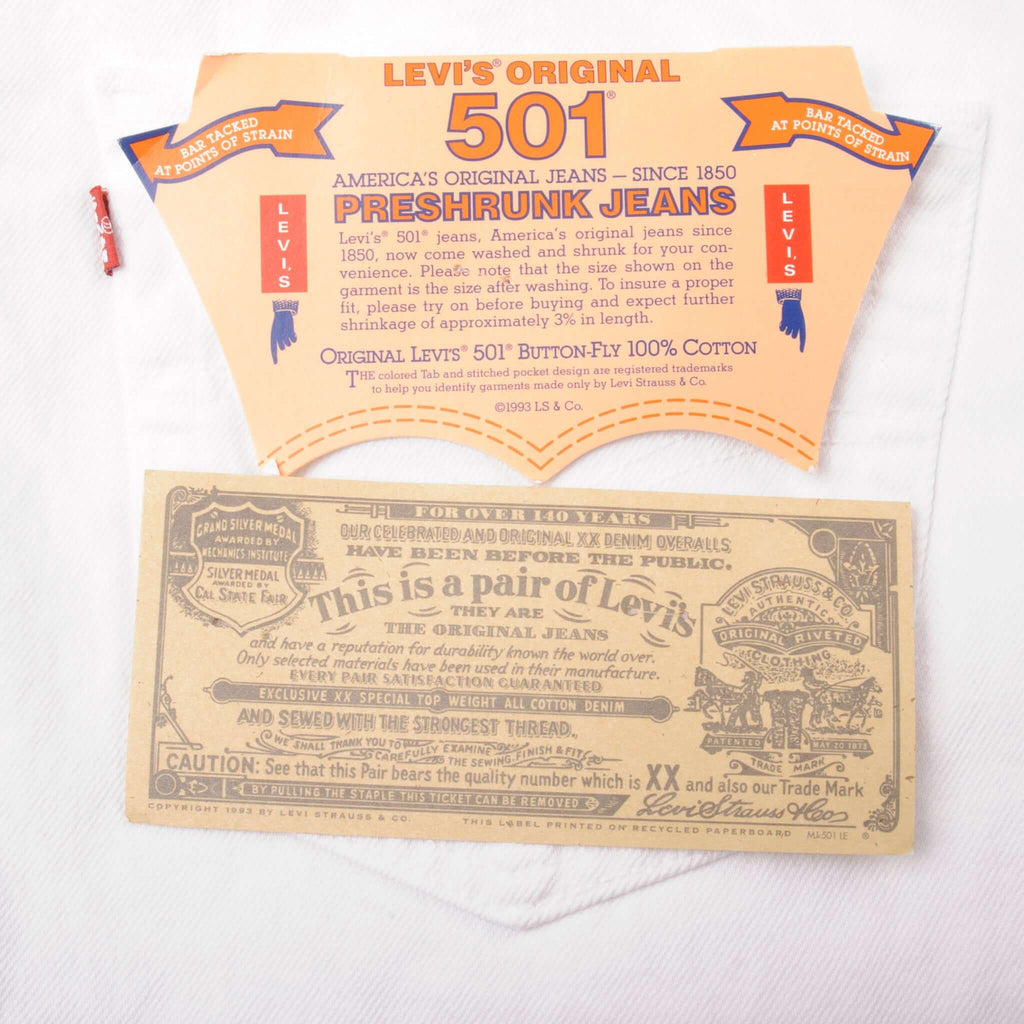 LEVI'S® ORIGINAL
501®
BAR TACKED
AT POINTS OF STRAIN
BAR TACKED
AT POINTS OF STRAIN
AMERICA'S ORIGINAL JEANS — SINCE 1850
PRESHRUNK JEANS
LEVI'S
LEVI'S
Levi's® 501® jeans, America's original jeans since
1850, now come washed and shrunk for your con-
venience. Please note that the size shown on the
garment is the size after washing. To insure a proper
fit, please try on before buying and expect further
shrinkage of approximately 3% in length.
ORIGINAL LEVI'S® 501® BUTTON-FLY 100% COTTON
THE colored Tab and stitched pocket design are registered trademarks
to help you identify garments made only by Levi Strauss & Co.
©1993 LS & Co.
FOR OVER 140 YEARS
OUR CELEBRATED AND ORIGINAL XX DENIM OVERALLS
HAVE BEEN BEFORE THE PUBLIC.
GRAND SILVER MEDAL
AWARDED BY
MECHANICS INSTITUTE
SILVER MEDAL
AWARDED BY
CAL STATE FAIR
This is a pair of Levi's
THEY ARE
THE ORIGINAL JEANS
and have a reputation for durability known the world over.
Only selected materials have been used in their manufacture.
EVERY PAIR SATISFACTION GUARANTEED
EXCLUSIVE XX SPECIAL TOP WEIGHT ALL COTTON DENIM
AND SEWED WITH THE STRONGEST THREAD.
WE SHALL THANK YOU TO
CAREFULLY EXAMINE
THE SEWING, FINISH & FIT
LEVI STRAUSS & CO.
AUTHENTIC
ORIGINAL RIVETED
CLOTHING
PATENTED MAY 20 1873
TRADE MARK
CAUTION: See that this Pair bears the quality number which is XX and also our Trade Mark
BY PULLING THE STAPLE THIS TICKET CAN BE REMOVED
Levi Strauss & Co
COPYRIGHT 1993 BY LEVI STRAUSS & CO.
THIS LABEL PRINTED ON RECYCLED PAPERBOARD
MJ-501 LE ®